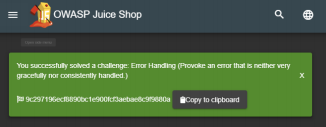 OWASP Juice Shop
You successfully solved a challenge: Error Handling (Provoke an error that is neither very
gracefully nor consistently handled.)
X
9c297196ecf8890bc1e900fcf3aebae8c9f9880a Copy to clipboard